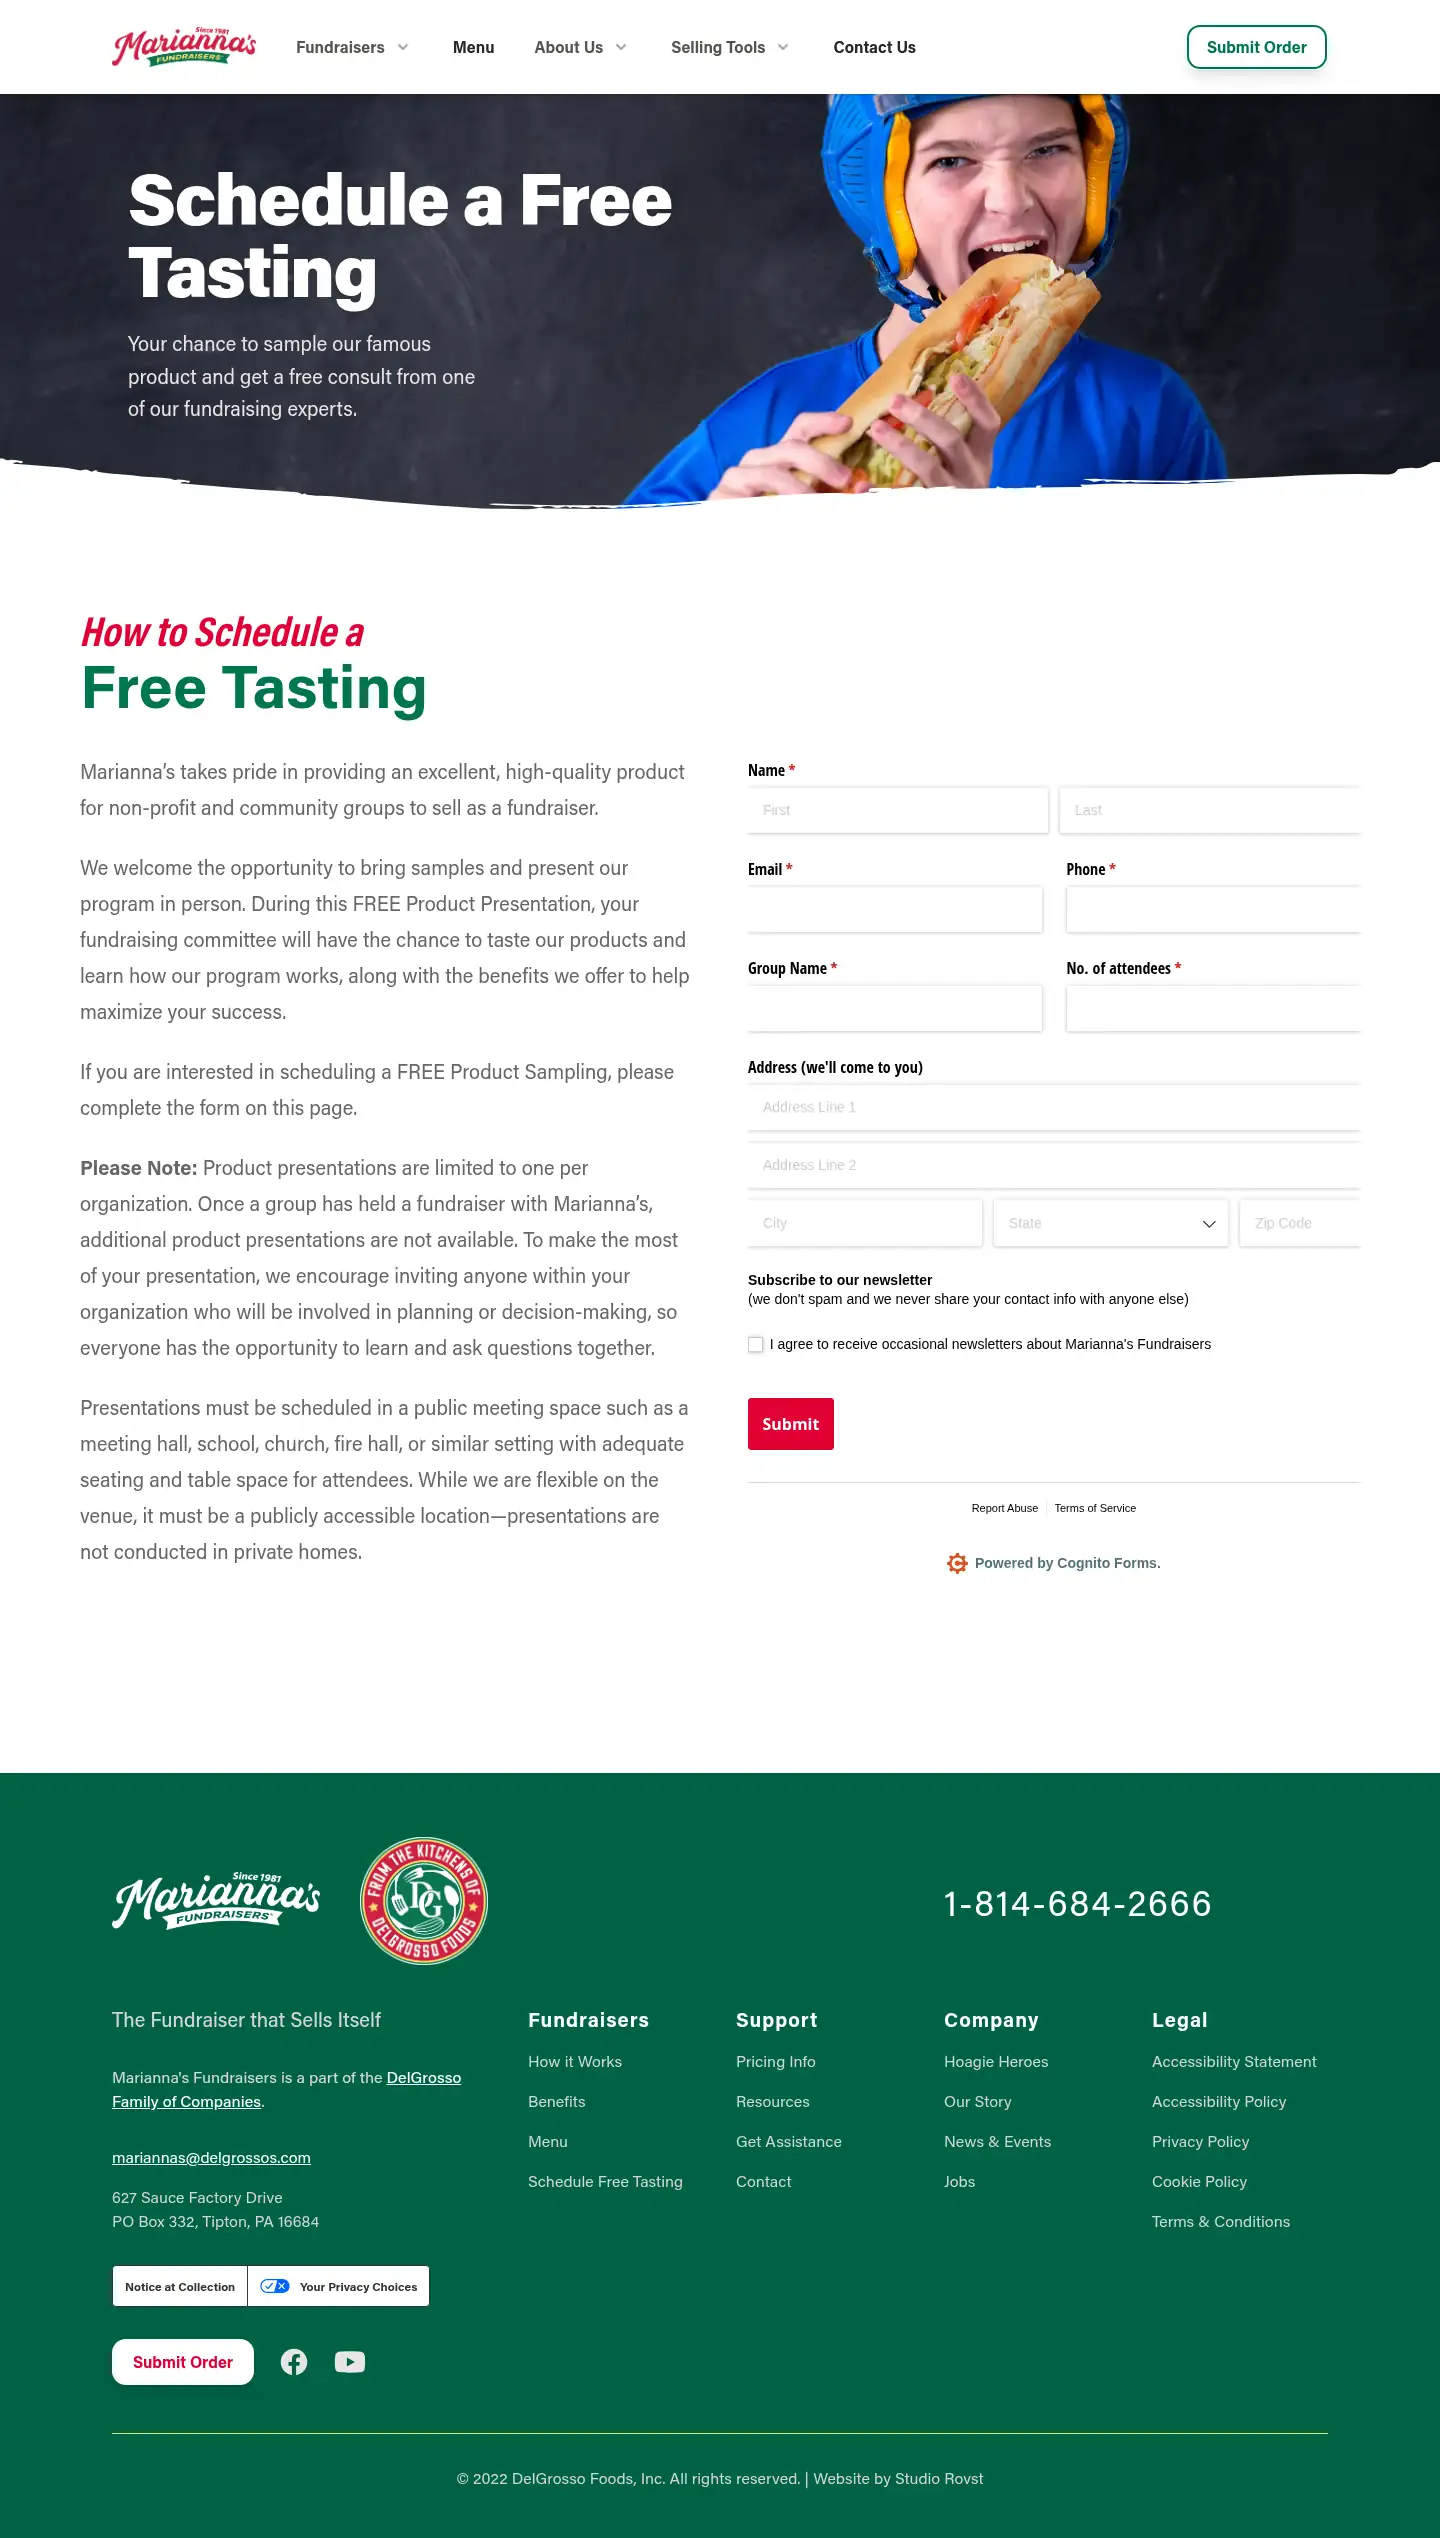 Since 1981
Marianna's
FUNDRAISERS
Fundraisers
Menu
About Us
Selling Tools
Contact Us
Submit Order
Schedule a Free
Tasting
Your chance to sample our famous
product and get a free consult from one
of our fundraising experts.
How to Schedule a
Free Tasting
Marianna’s takes pride in providing an excellent, high-quality product
for non-profit and community groups to sell as a fundraiser.
We welcome the opportunity to bring samples and present our
program in person. During this FREE Product Presentation, your
fundraising committee will have the chance to taste our products and
learn how our program works, along with the benefits we offer to help
maximize your success.
If you are interested in scheduling a FREE Product Sampling, please
complete the form on this page.
Please Note: Product presentations are limited to one per
organization. Once a group has held a fundraiser with Marianna’s,
additional product presentations are not available. To make the most
of your presentation, we encourage inviting anyone within your
organization who will be involved in planning or decision-making, so
everyone has the opportunity to learn and ask questions together.
Presentations must be scheduled in a public meeting space such as a
meeting hall, school, church, fire hall, or similar setting with adequate
seating and table space for attendees. While we are flexible on the
venue, it must be a publicly accessible location—presentations are
not conducted in private homes.
Name *
First
Last
Email *
Phone *
Group Name *
No. of attendees *
Address (we'll come to you)
Address Line 1
Address Line 2
City
State
Zip Code
Subscribe to our newsletter
(we don't spam and we never share your contact info with anyone else)
I agree to receive occasional newsletters about Marianna's Fundraisers
Submit
Report Abuse
Terms of Service
Powered by Cognito Forms.
Since 1981
Marianna's
FUNDRAISERS
FROM THE KITCHENS OF
DG
DELGROSSO FOODS
1-814-684-2666
The Fundraiser that Sells Itself
Marianna's Fundraisers is a part of the DelGrosso
Family of Companies.
mariannas@delgrossos.com
627 Sauce Factory Drive
PO Box 332, Tipton, PA 16684
Notice at Collection
Your Privacy Choices
Submit Order
Fundraisers
How it Works
Benefits
Menu
Schedule Free Tasting
Support
Pricing Info
Resources
Get Assistance
Contact
Company
Hoagie Heroes
Our Story
News & Events
Jobs
Legal
Accessibility Statement
Accessibility Policy
Privacy Policy
Cookie Policy
Terms & Conditions
© 2022 DelGrosso Foods, Inc. All rights reserved. | Website by Studio Rovst